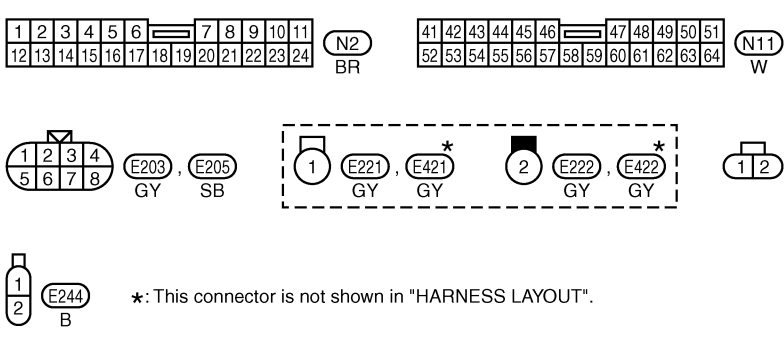 1 2 3 4 5 6 7 8 9 10 11
12 13 14 15 16 17 18 19 20 21 22 23 24
N2
BR
41 42 43 44 45 46 47 48 49 50 51
52 53 54 55 56 57 58 59 60 61 62 63 64
N11
W
1 2 3 4
5 6 7 8
E203 , E205
GY SB
1 E221 , E421 *
GY GY
2 E222 , E422 *
GY GY
1 2
1
2
E244
B
*: This connector is not shown in "HARNESS LAYOUT".